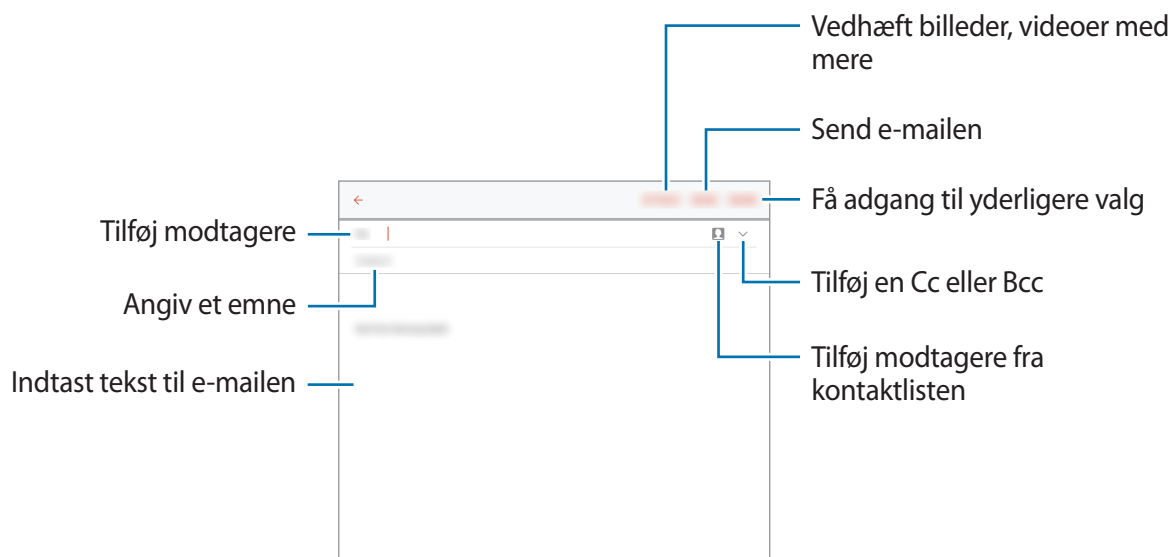 Vedhæft billeder, videoer med
mere
Send e-mailen
Få adgang til yderligere valg
Tilføj modtagere
Tilføj en Cc eller Bcc
Angiv et emne
Tilføj modtagere fra
kontaktlisten
Indtast tekst til e-mailen